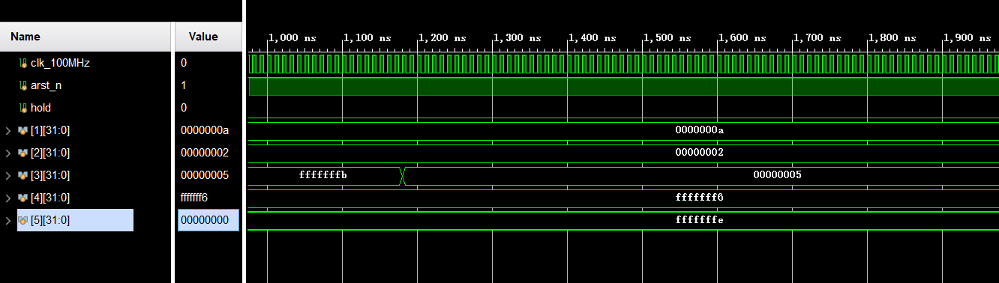 Name Value
1,000 ns 1,100 ns 1,200 ns 1,300 ns 1,400 ns 1,500 ns 1,600 ns 1,700 ns 1,800 ns 1,900 ns
clk_100MHz 0
arst_n 1
hold 0
[1][31:0] 0000000a 0000000a
[2][31:0] 00000002 00000002
[3][31:0] 00000005 fffffffb 00000005
[4][31:0] fffffff6 fffffff6
[5][31:0] 00000000 fffffffe